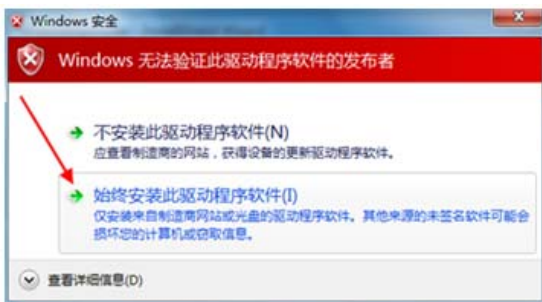 Windows 安全
Windows 无法验证此驱动程序软件的发布者
不安装此驱动程序软件(N)
应查看制造商的网站，获得设备的更新驱动程序软件。
始终安装此驱动程序软件(I)
仅安装来自制造商网站或光盘的驱动程序软件。其他来源的未签名软件可能会
损坏您的计算机或窃取信息。
查看详细信息(D)